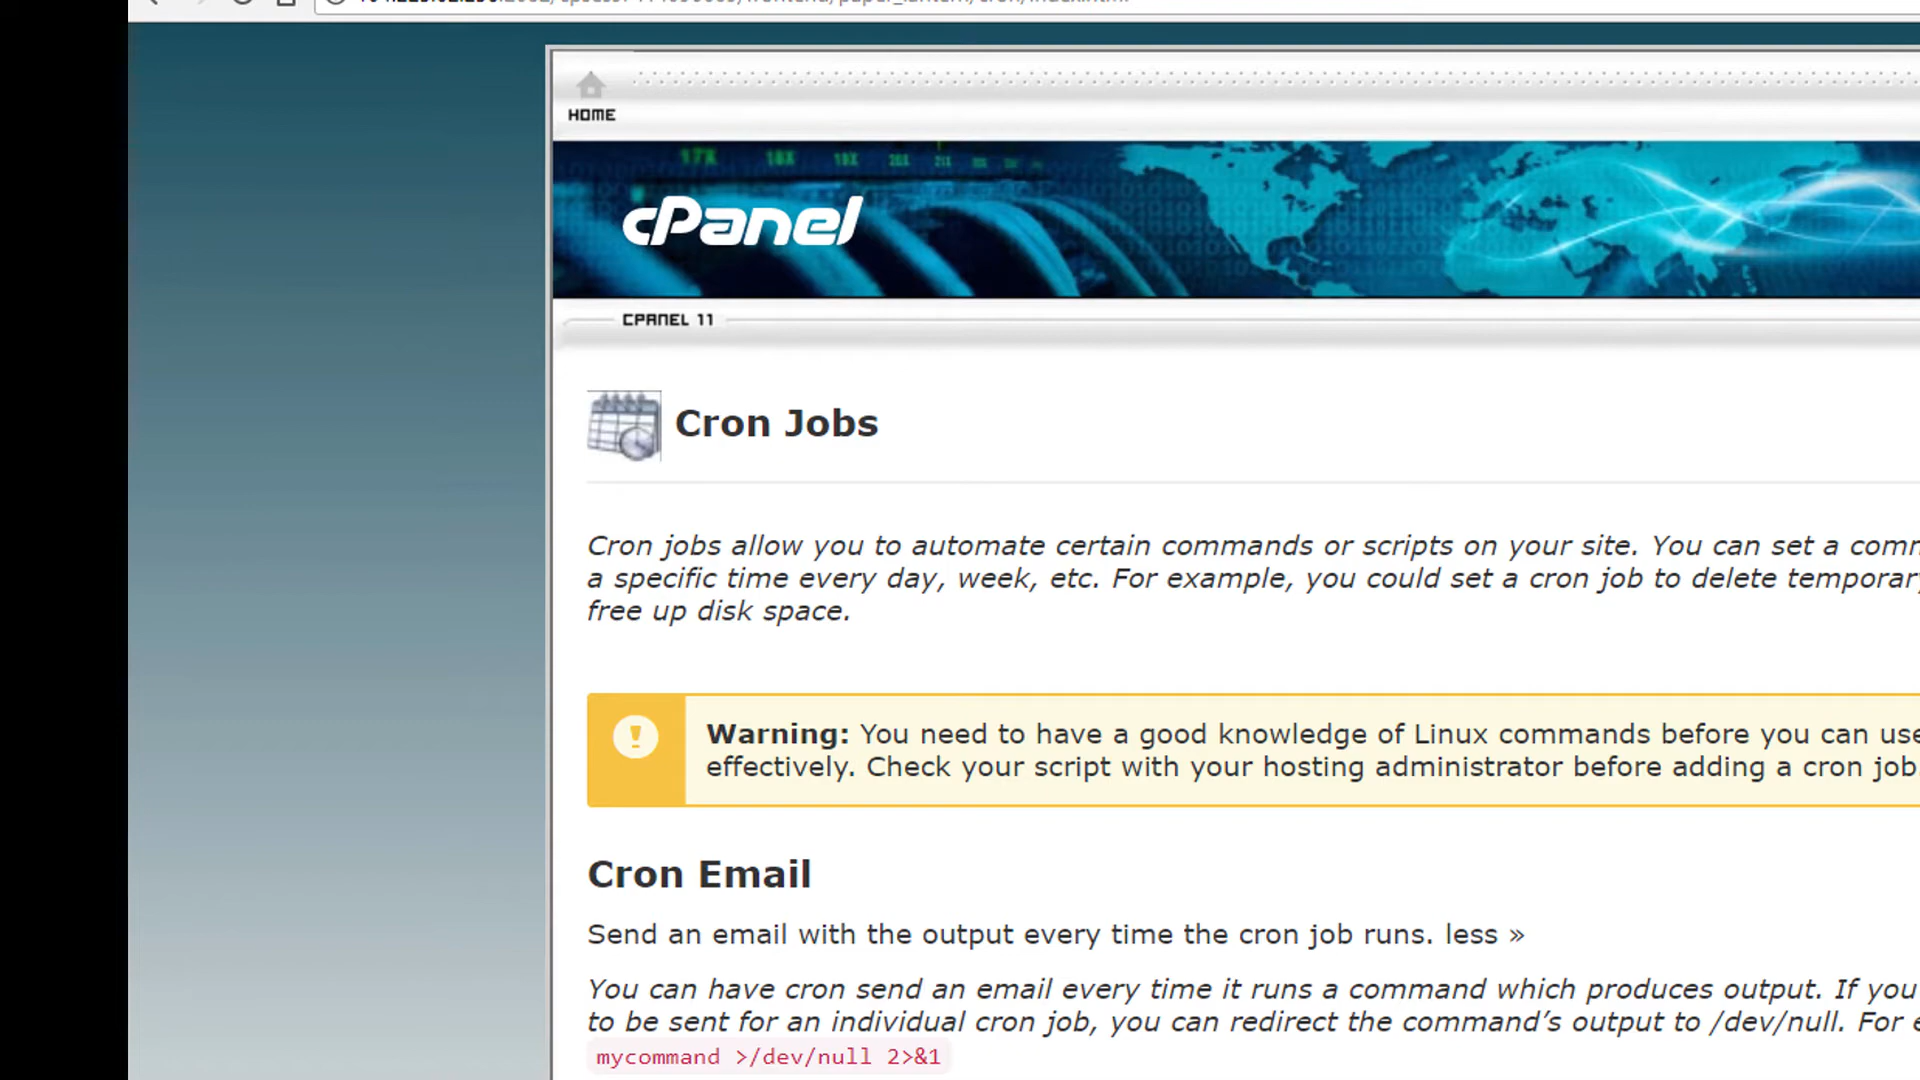 HOME
17X 18X 19X 20X 21X
cPanel
CPANEL 11
Cron Jobs
Cron jobs allow you to automate certain commands or scripts on your site. You can set a
a specific time every day, week, etc. For example, you could set a cron job to delete
free up disk space.
Warning: You need to have a good knowledge of Linux commands before you can use
effectively. Check your script with your hosting administrator before adding a cron job
Cron Email
Send an email with the output every time the cron job runs. less »
You can have cron send an email every time it runs a command which produces output. If you
to be sent for an individual cron job, you can redirect the command’s output to /dev/null. For
mycommand >/dev/null 2>&1